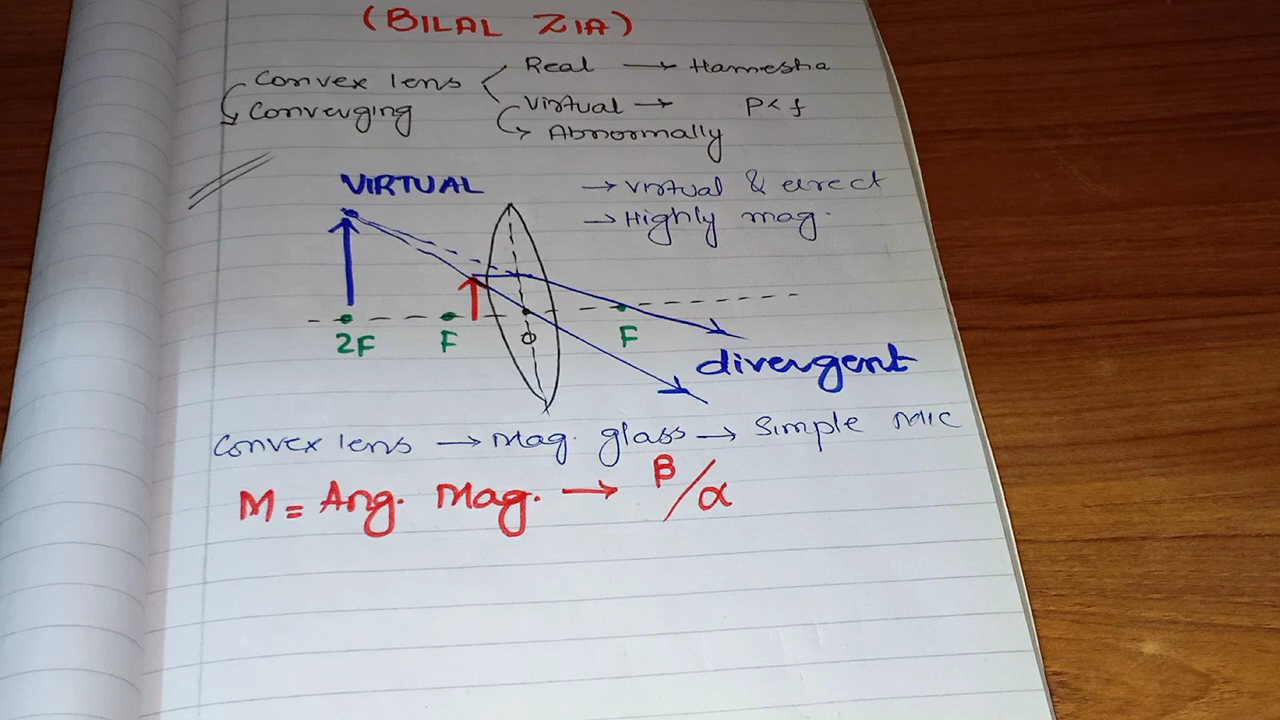 (BILAL ZIA)
Convex lens Real → Hamesha
Converging Virtual → P < f
Abnormally
VIRTUAL → Virtual & erect
→ Highly mag.
2F F O F
divergent
Convex lens → Mag. glass → Simple Mic
M = Ang. Mag. → β/α